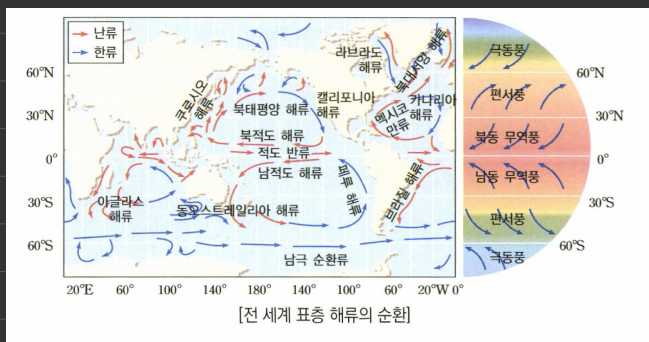 난류
한류
라브라도
해류
북대서양 해류
쿠로시오
해류
북태평양 해류
캘리포니아
해류
멕시코
만류
카나리아
해류
북적도 해류
적도 반류
남적도 해류
페루 해류
브라질 해류
아굴라스
해류
동오스트레일리아 해류
남극 순환류
60°N
30°N
0°
30°S
60°S
20°E 60° 100° 140° 180° 140° 100° 60° 20°W 0°
극동풍
편서풍
북동 무역풍
남동 무역풍
편서풍
극동풍
60°N
30°N
0°
30°S
60°S
[전 세계 표층 해류의 순환]